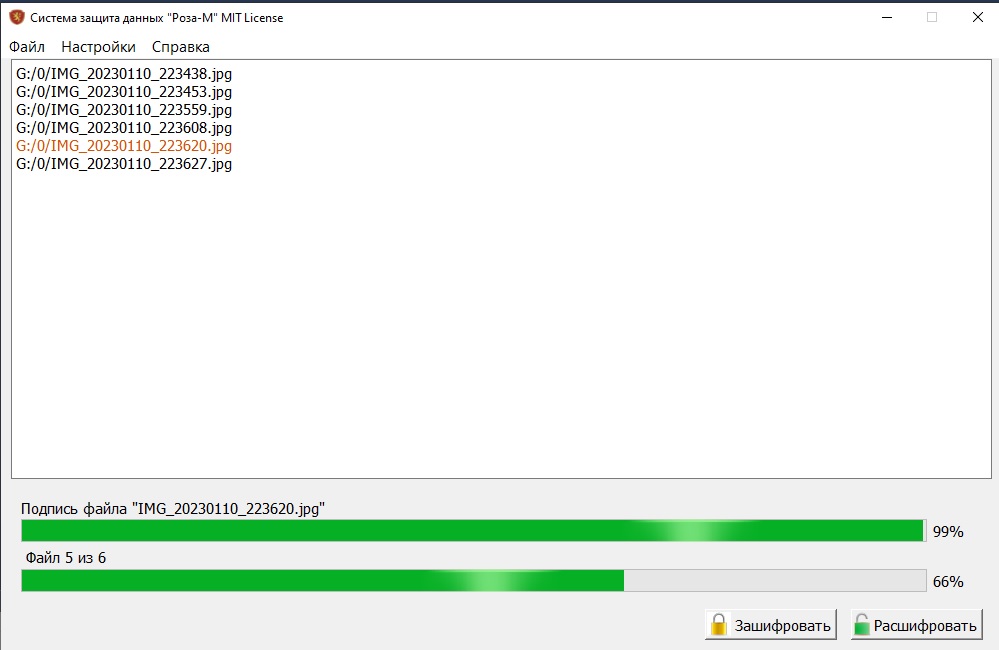 Система защита данных "Роза-М" MIT License
Файл Настройки Справка
G:/0/IMG_20230110_223438.jpg
G:/0/IMG_20230110_223453.jpg
G:/0/IMG_20230110_223559.jpg
G:/0/IMG_20230110_223608.jpg
G:/0/IMG_20230110_223620.jpg
G:/0/IMG_20230110_223627.jpg
Подпись файла "IMG_20230110_223620.jpg"
99%
Файл 5 из 6
66%
Зашифровать Расшифровать